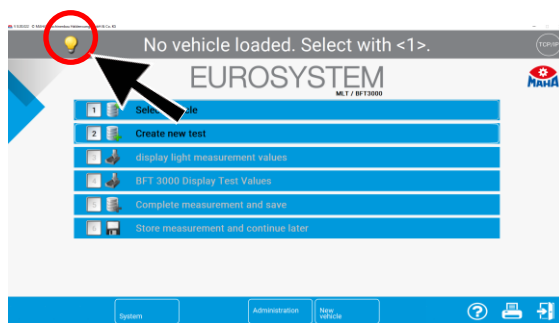 No vehicle loaded. Select with <1>.
TCP/IP
EUROSYSTEM
MLT / BFT3000
MAHA
1
2 Create new test
display light measurement values
BFT 3000 Display Test Values
Complete measurement and save
Store measurement and continue later
System
Administration
New
vehicle
?